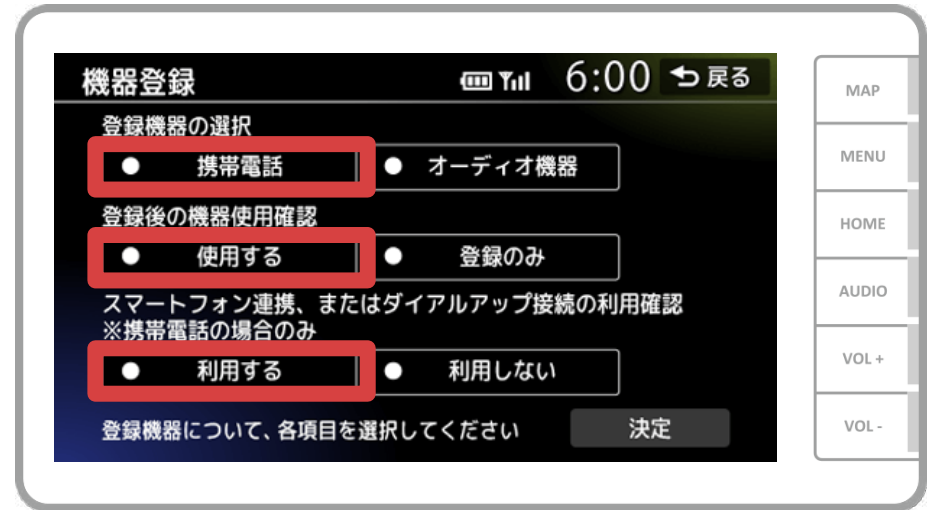 機器登録 6:00 戻る
登録機器の選択
携帯電話 オーディオ機器
登録後の機器使用確認
使用する 登録のみ
スマートフォン連携、またはダイアルアップ接続の利用確認
※携帯電話の場合のみ
利用する 利用しない
登録機器について、各項目を選択してください 決定
MAP
MENU
HOME
AUDIO
VOL +
VOL -